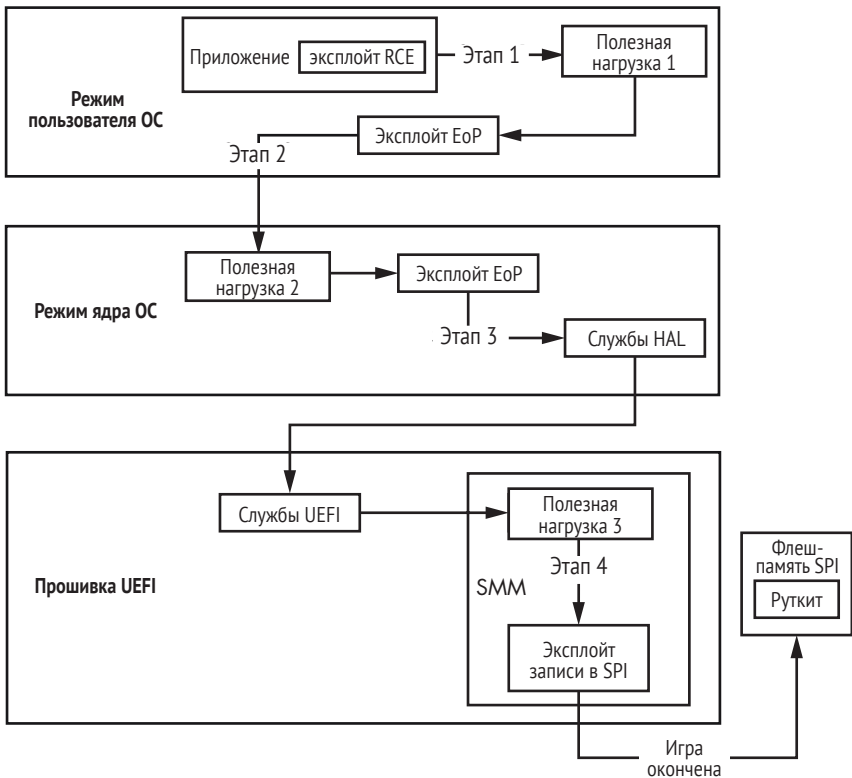 Приложение
эксплойт RCE
Этап 1
Полезная
нагрузка 1
Режим
пользователя ОС
Эксплойт EoP
Этап 2
Полезная
нагрузка 2
Эксплойт EoP
Режим ядра ОС
Этап 3
Службы HAL
Службы UEFI
Полезная
нагрузка 3
Этап 4
Прошивка UEFI
SMM
Эксплойт
записи в SPI
Флеш-
память SPI
Руткит
Игра
окончена